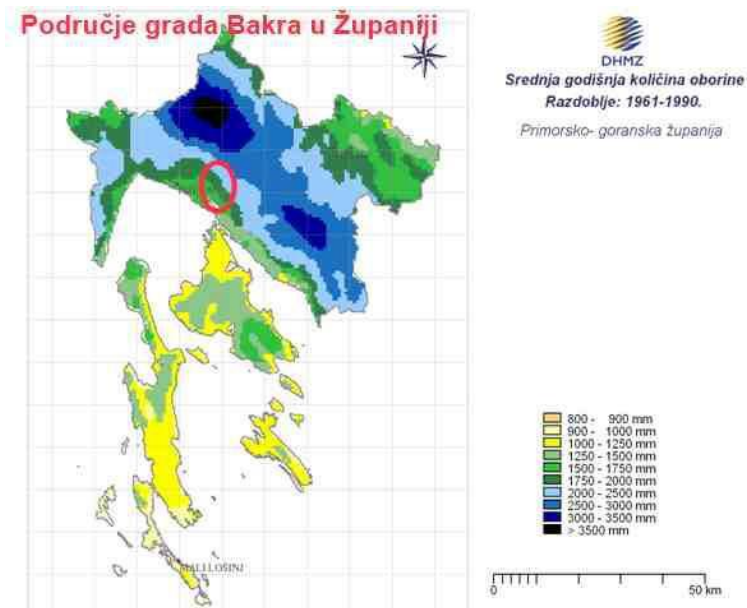 Područje grada Bakra u Županiji
DHMZ
Srednja godišnja količina oborine
Razdoblje: 1961-1990.
Primorsko- goranska županija
800 - 900 mm
900 - 1000 mm
1000 - 1250 mm
1250 - 1500 mm
1500 - 1750 mm
1750 - 2000 mm
2000 - 2500 mm
2500 - 3000 mm
3000 - 3500 mm
> 3500 mm
MALI LOŠINJ
0 50 km